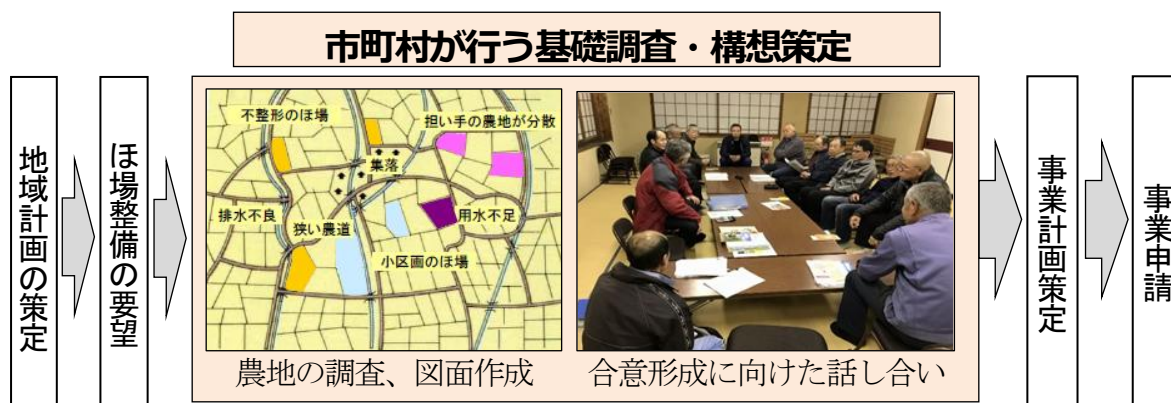 市町村が行う基礎調査・構想策定
地域計画の策定
ほ場整備の要望
不整形のほ場
担い手の農地が分散
集落
排水不良
狭い農道
用水不足
小区画のほ場
農地の調査、図面作成
合意形成に向けた話し合い
事業計画策定
事業申請